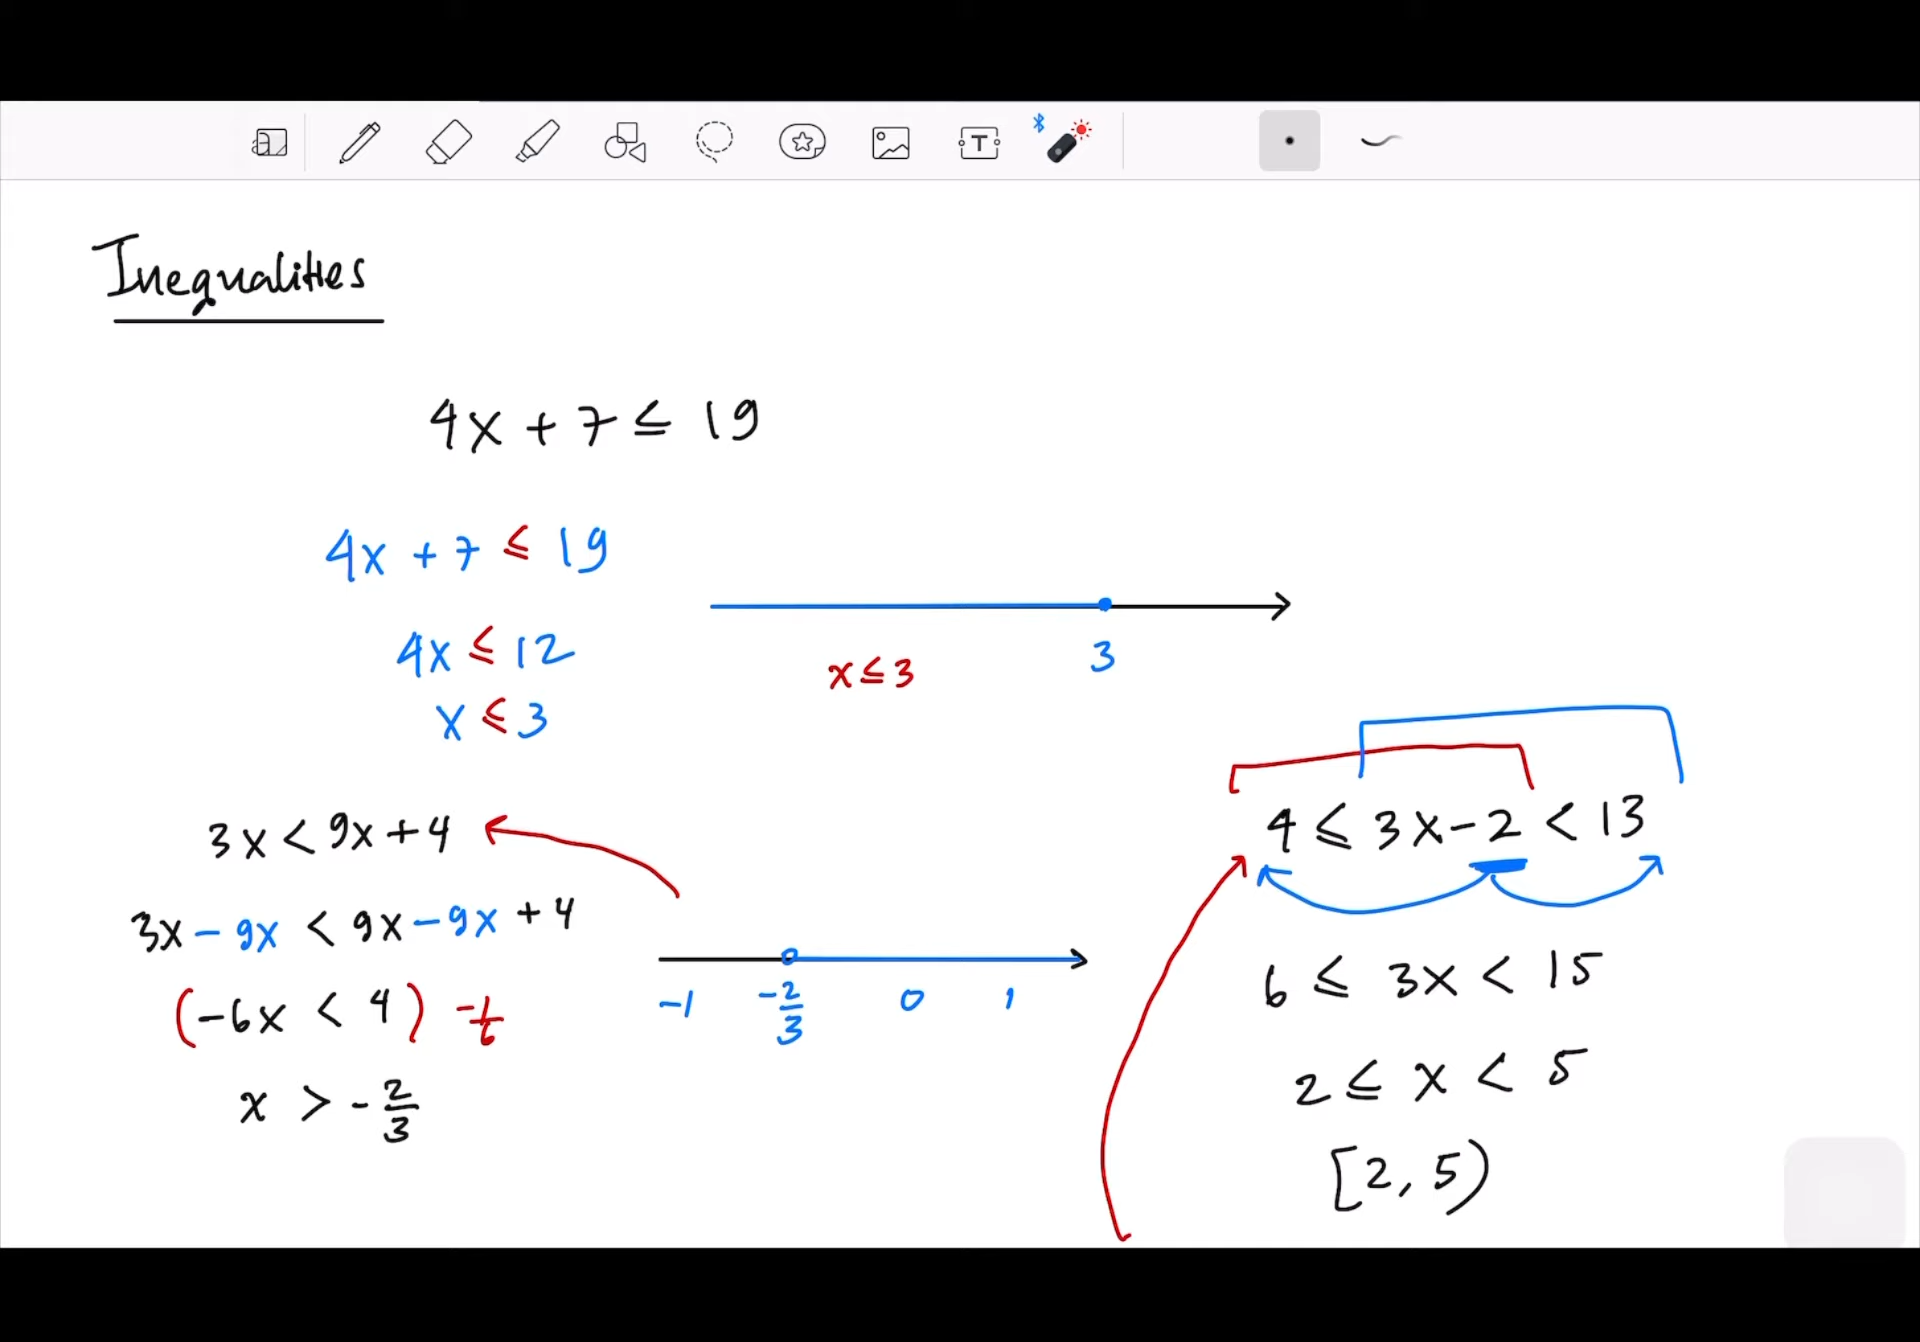 Inequalities
4x + 7 ≤ 19
4x + 7 ≤ 19
4x ≤ 12
x ≤ 3
3
x ≤ 3
3x < 9x + 4
3x - 9x < 9x - 9x + 4
(-6x < 4) -1/6
x > -2/3
-1 -2/3 0 1
4 ≤ 3x - 2 < 13
6 ≤ 3x < 15
2 ≤ x < 5
[2, 5)